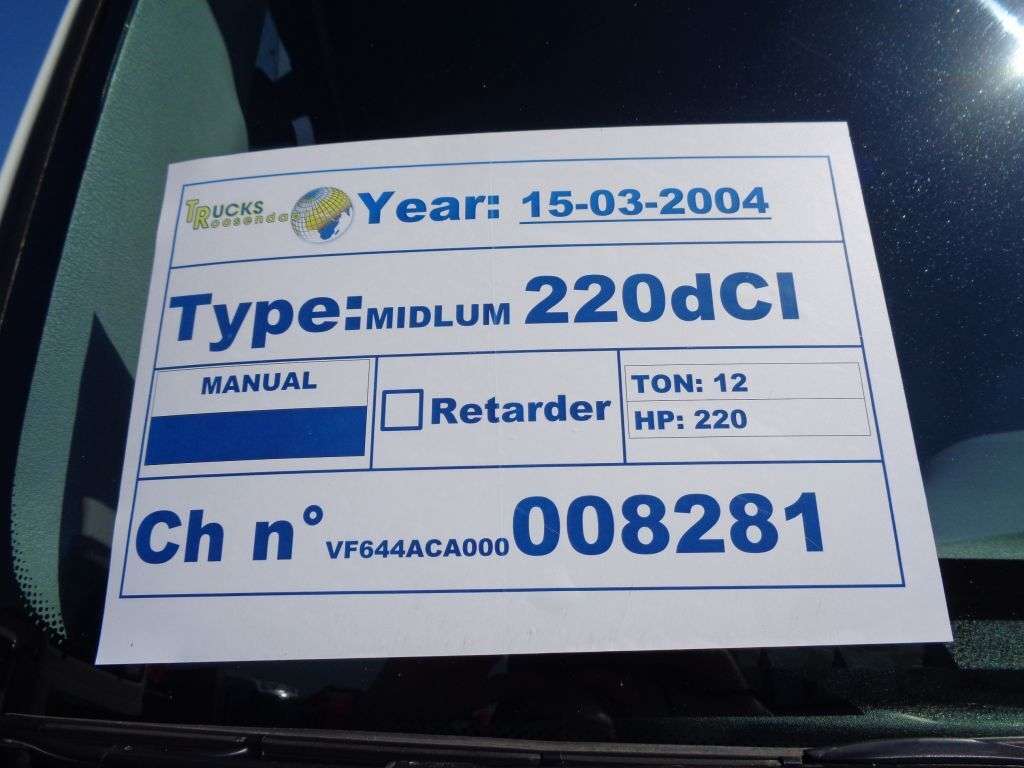 TRUCKS
Roosendaal
Year: 15-03-2004
Type: MIDLUM 220dCI
MANUAL
Retarder
TON: 12
HP: 220
Ch n° VF644ACA000008281